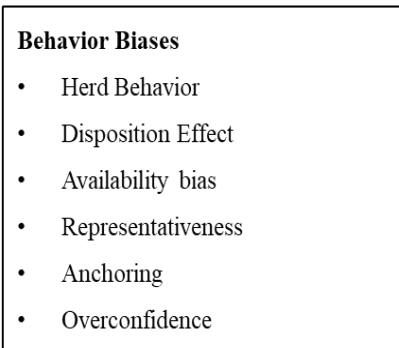 Behavior Biases
• Herd Behavior
• Disposition Effect
• Availability bias
• Representativeness
• Anchoring
• Overconfidence